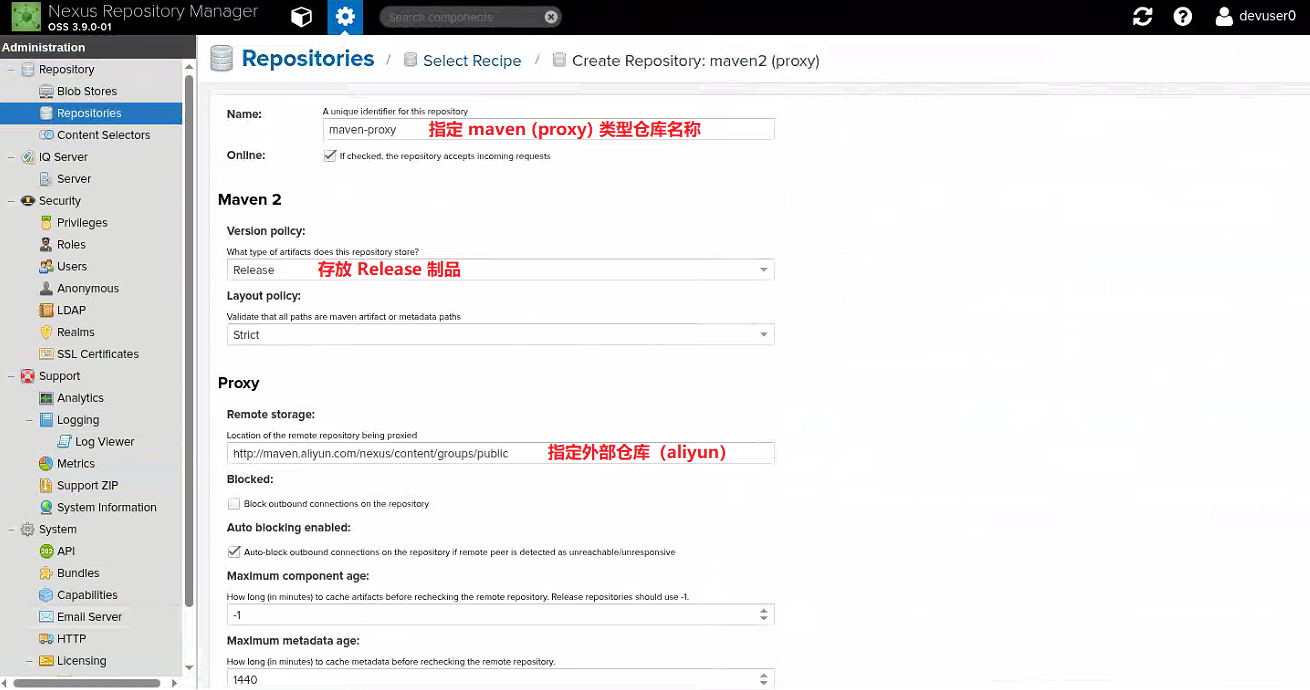 Nexus Repository Manager
OSS 3.9.0-01
Search components
devuser0
Administration
Repository
Blob Stores
Repositories
Content Selectors
IQ Server
Server
Security
Privileges
Roles
Users
Anonymous
LDAP
Realms
SSL Certificates
Support
Analytics
Logging
Log Viewer
Metrics
Support ZIP
System Information
System
API
Bundles
Capabilities
Email Server
HTTP
Licensing
Repositories / Select Recipe / Create Repository: maven2 (proxy)
Name:
A unique identifier for this repository
maven-proxy 指定 maven (proxy) 类型仓库名称
Online:
If checked, the repository accepts incoming requests
Maven 2
Version policy:
What type of artifacts does this repository store?
Release 存放 Release 制品
Layout policy:
Validate that all paths are maven artifact or metadata paths
Strict
Proxy
Remote storage:
Location of the remote repository being proxied
http://maven.aliyun.com/nexus/content/groups/public 指定外部仓库（aliyun）
Blocked:
Block outbound connections on the repository
Auto blocking enabled:
Auto-block outbound connections on the repository if remote peer is detected as unreachable/unresponsive
Maximum component age:
How long (in minutes) to cache artifacts before rechecking the remote repository. Release repositories should use -1.
-1
Maximum metadata age:
How long (in minutes) to cache metadata before rechecking the remote repository.
1440